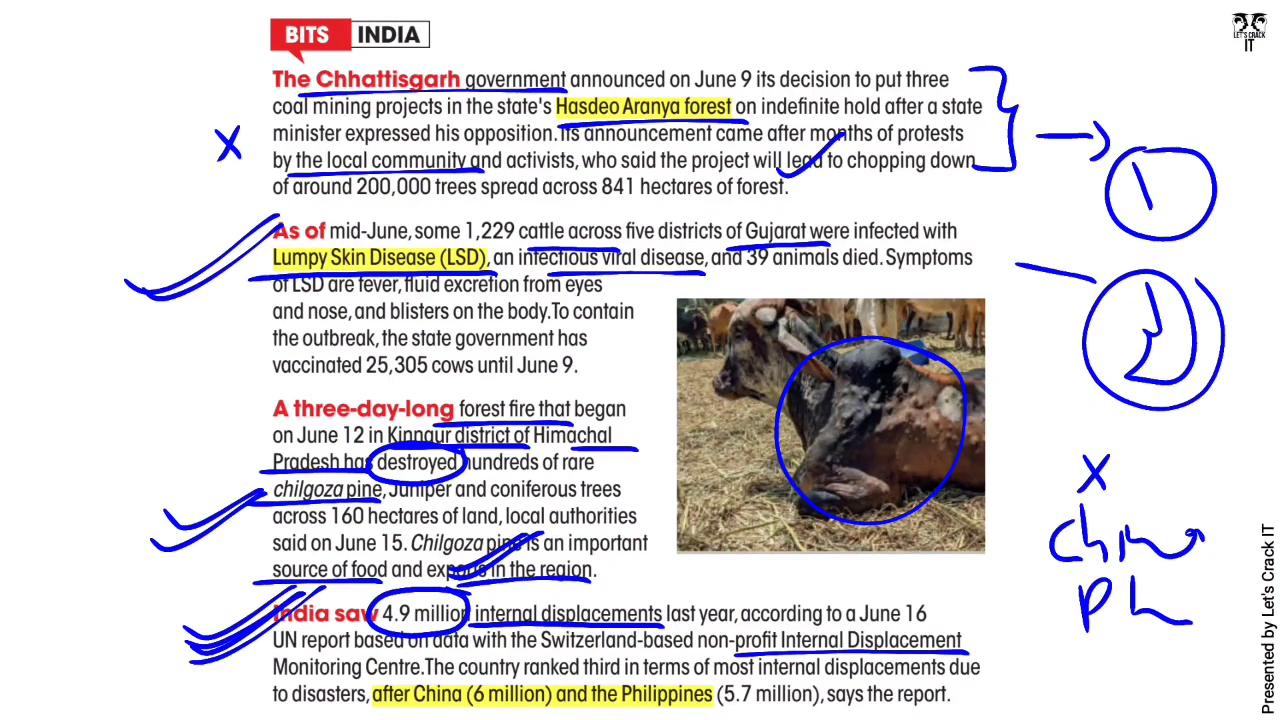 BITS INDIA
LET'S CRACK
IT
The Chhattisgarh government announced on June 9 its decision to put three
coal mining projects in the state's Hasdeo Aranya forest on indefinite hold after a state
minister expressed his opposition. Its announcement came after months of protests
by the local community and activists, who said the project will lead to chopping down
of around 200,000 trees spread across 841 hectares of forest.
X
1
As of mid-June, some 1,229 cattle across five districts of Gujarat were infected with
Lumpy Skin Disease (LSD), an infectious viral disease, and 39 animals died. Symptoms
of LSD are fever, fluid excretion from eyes
and nose, and blisters on the body. To contain
the outbreak, the state government has
vaccinated 25,305 cows until June 9.
2
A three-day-long forest fire that began
on June 12 in Kinnaur district of Himachal
Pradesh has destroyed hundreds of rare
chilgoza pine, Juniper and coniferous trees
across 160 hectares of land, local authorities
said on June 15. Chilgoza pine is an important
source of food and exports in the region.
X
China
Ph
India saw 4.9 million internal displacements last year, according to a June 16
UN report based on data with the Switzerland-based non-profit Internal Displacement
Monitoring Centre. The country ranked third in terms of most internal displacements due
to disasters, after China (6 million) and the Philippines (5.7 million), says the report.
Presented by Let's Crack IT